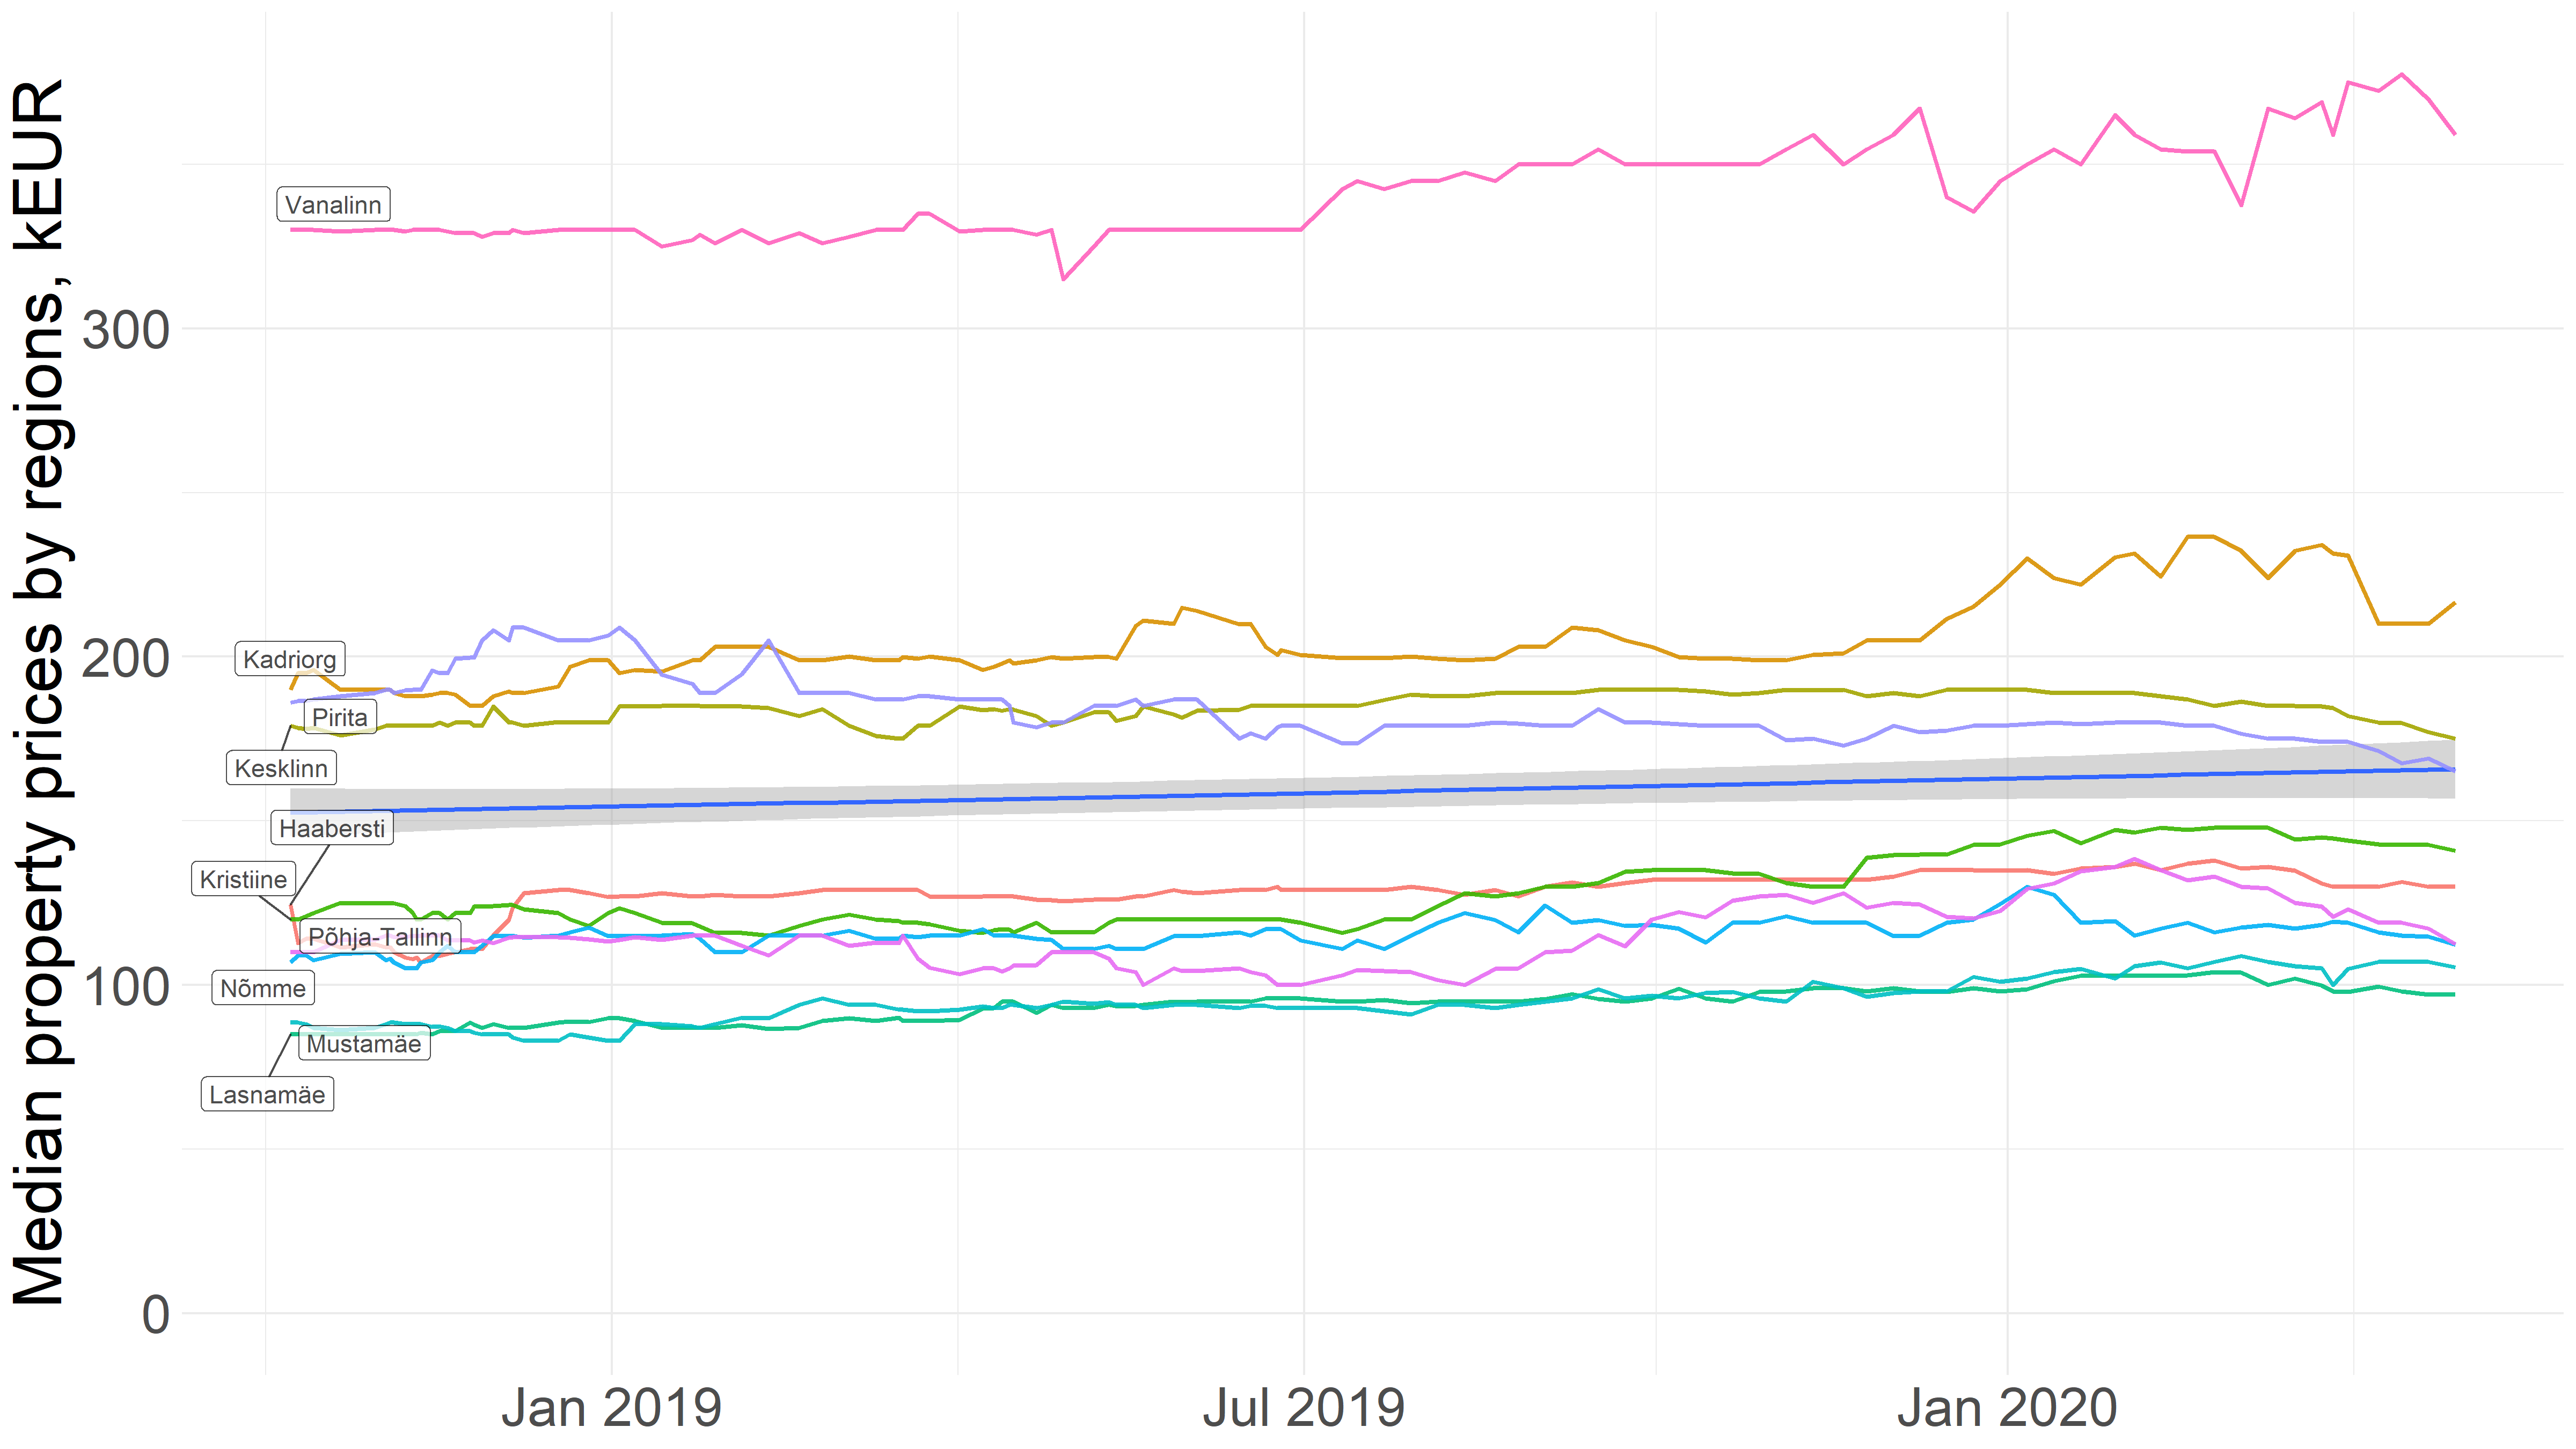 Median property prices by regions, kEUR
300
200
100
0
Vanalinn
Kadriorg
Pirita
Kesklinn
Haabersti
Kristiine
Põhja-Tallinn
Nõmme
Mustamäe
Lasnamäe
Jan 2019
Jul 2019
Jan 2020